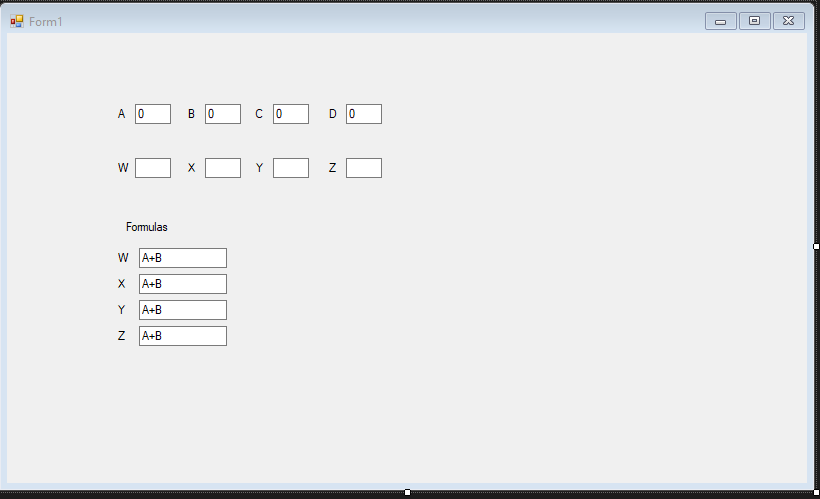 Form1
A 0 B 0 C 0 D 0
W X Y Z
Formulas
W A+B
X A+B
Y A+B
Z A+B